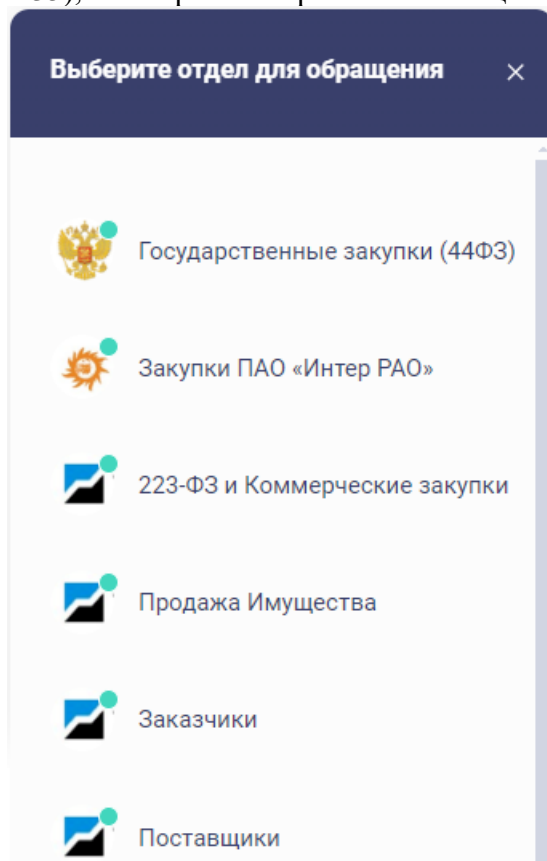 Выберите отдел для обращения
Государственные закупки (44ФЗ)
Закупки ПАО «Интер РАО»
223-ФЗ и Коммерческие закупки
Продажа Имущества
Заказчики
Поставщики